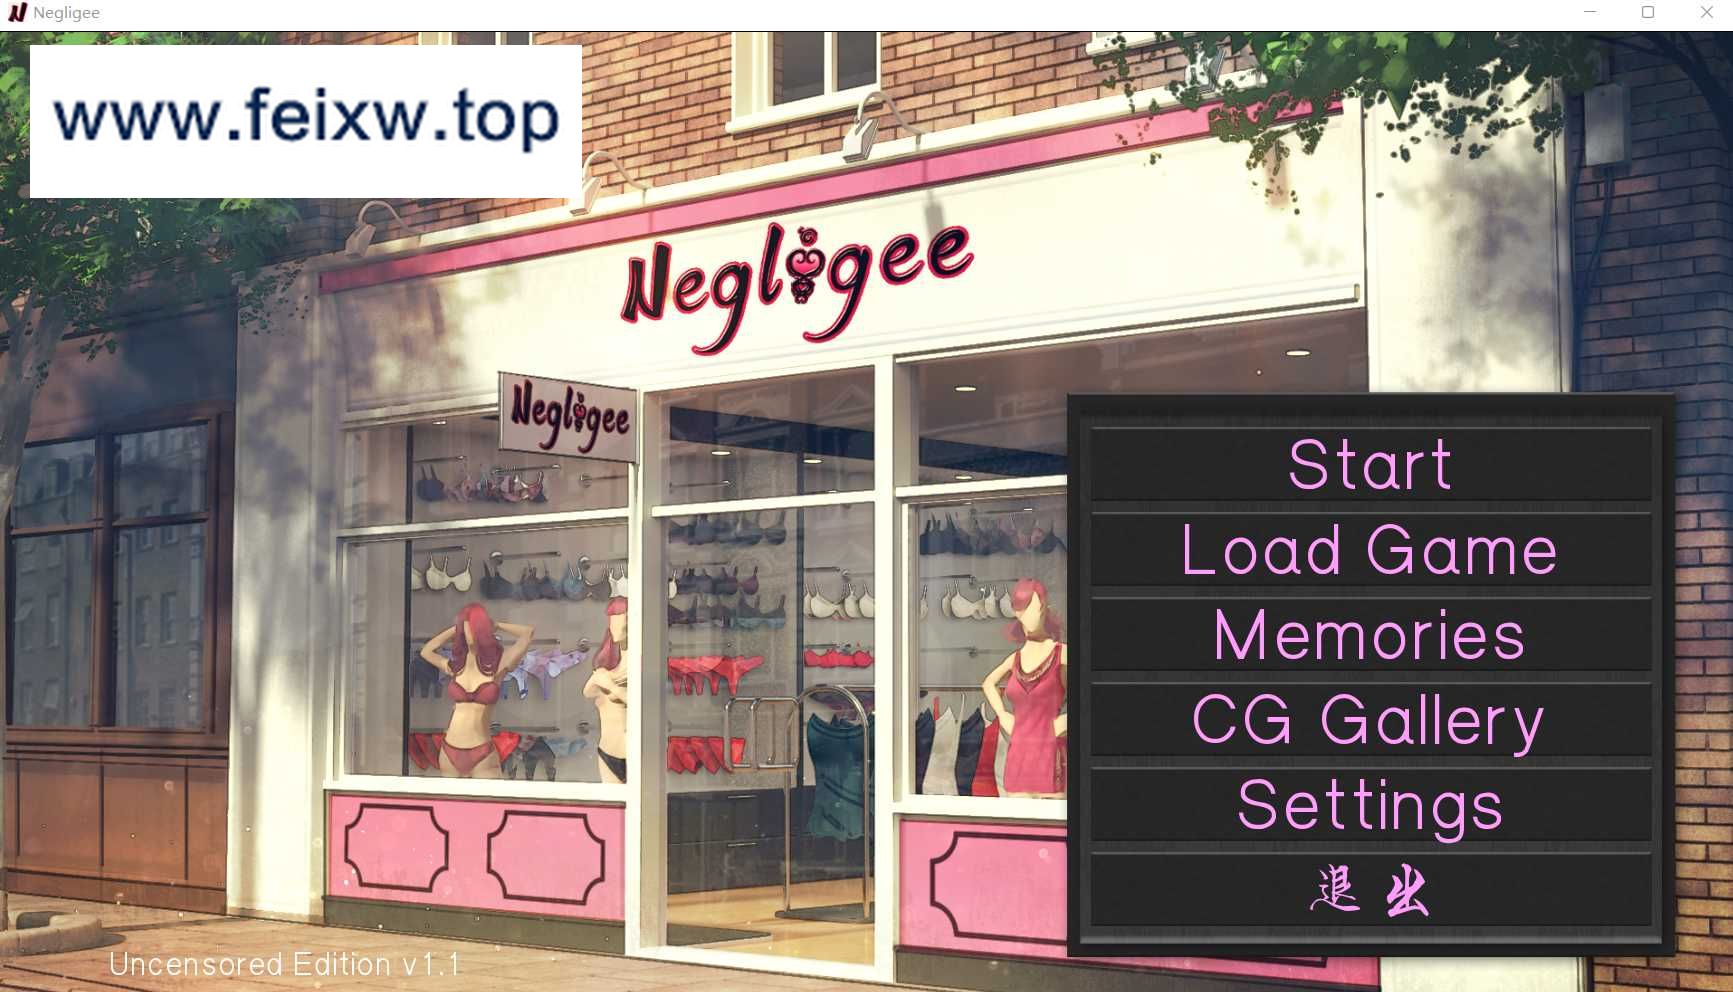 Negligee
www.feixw.top
Negligee
Negligee
Start
Load Game
Memories
CG Gallery
Settings
退出
Uncensored Edition v1.1